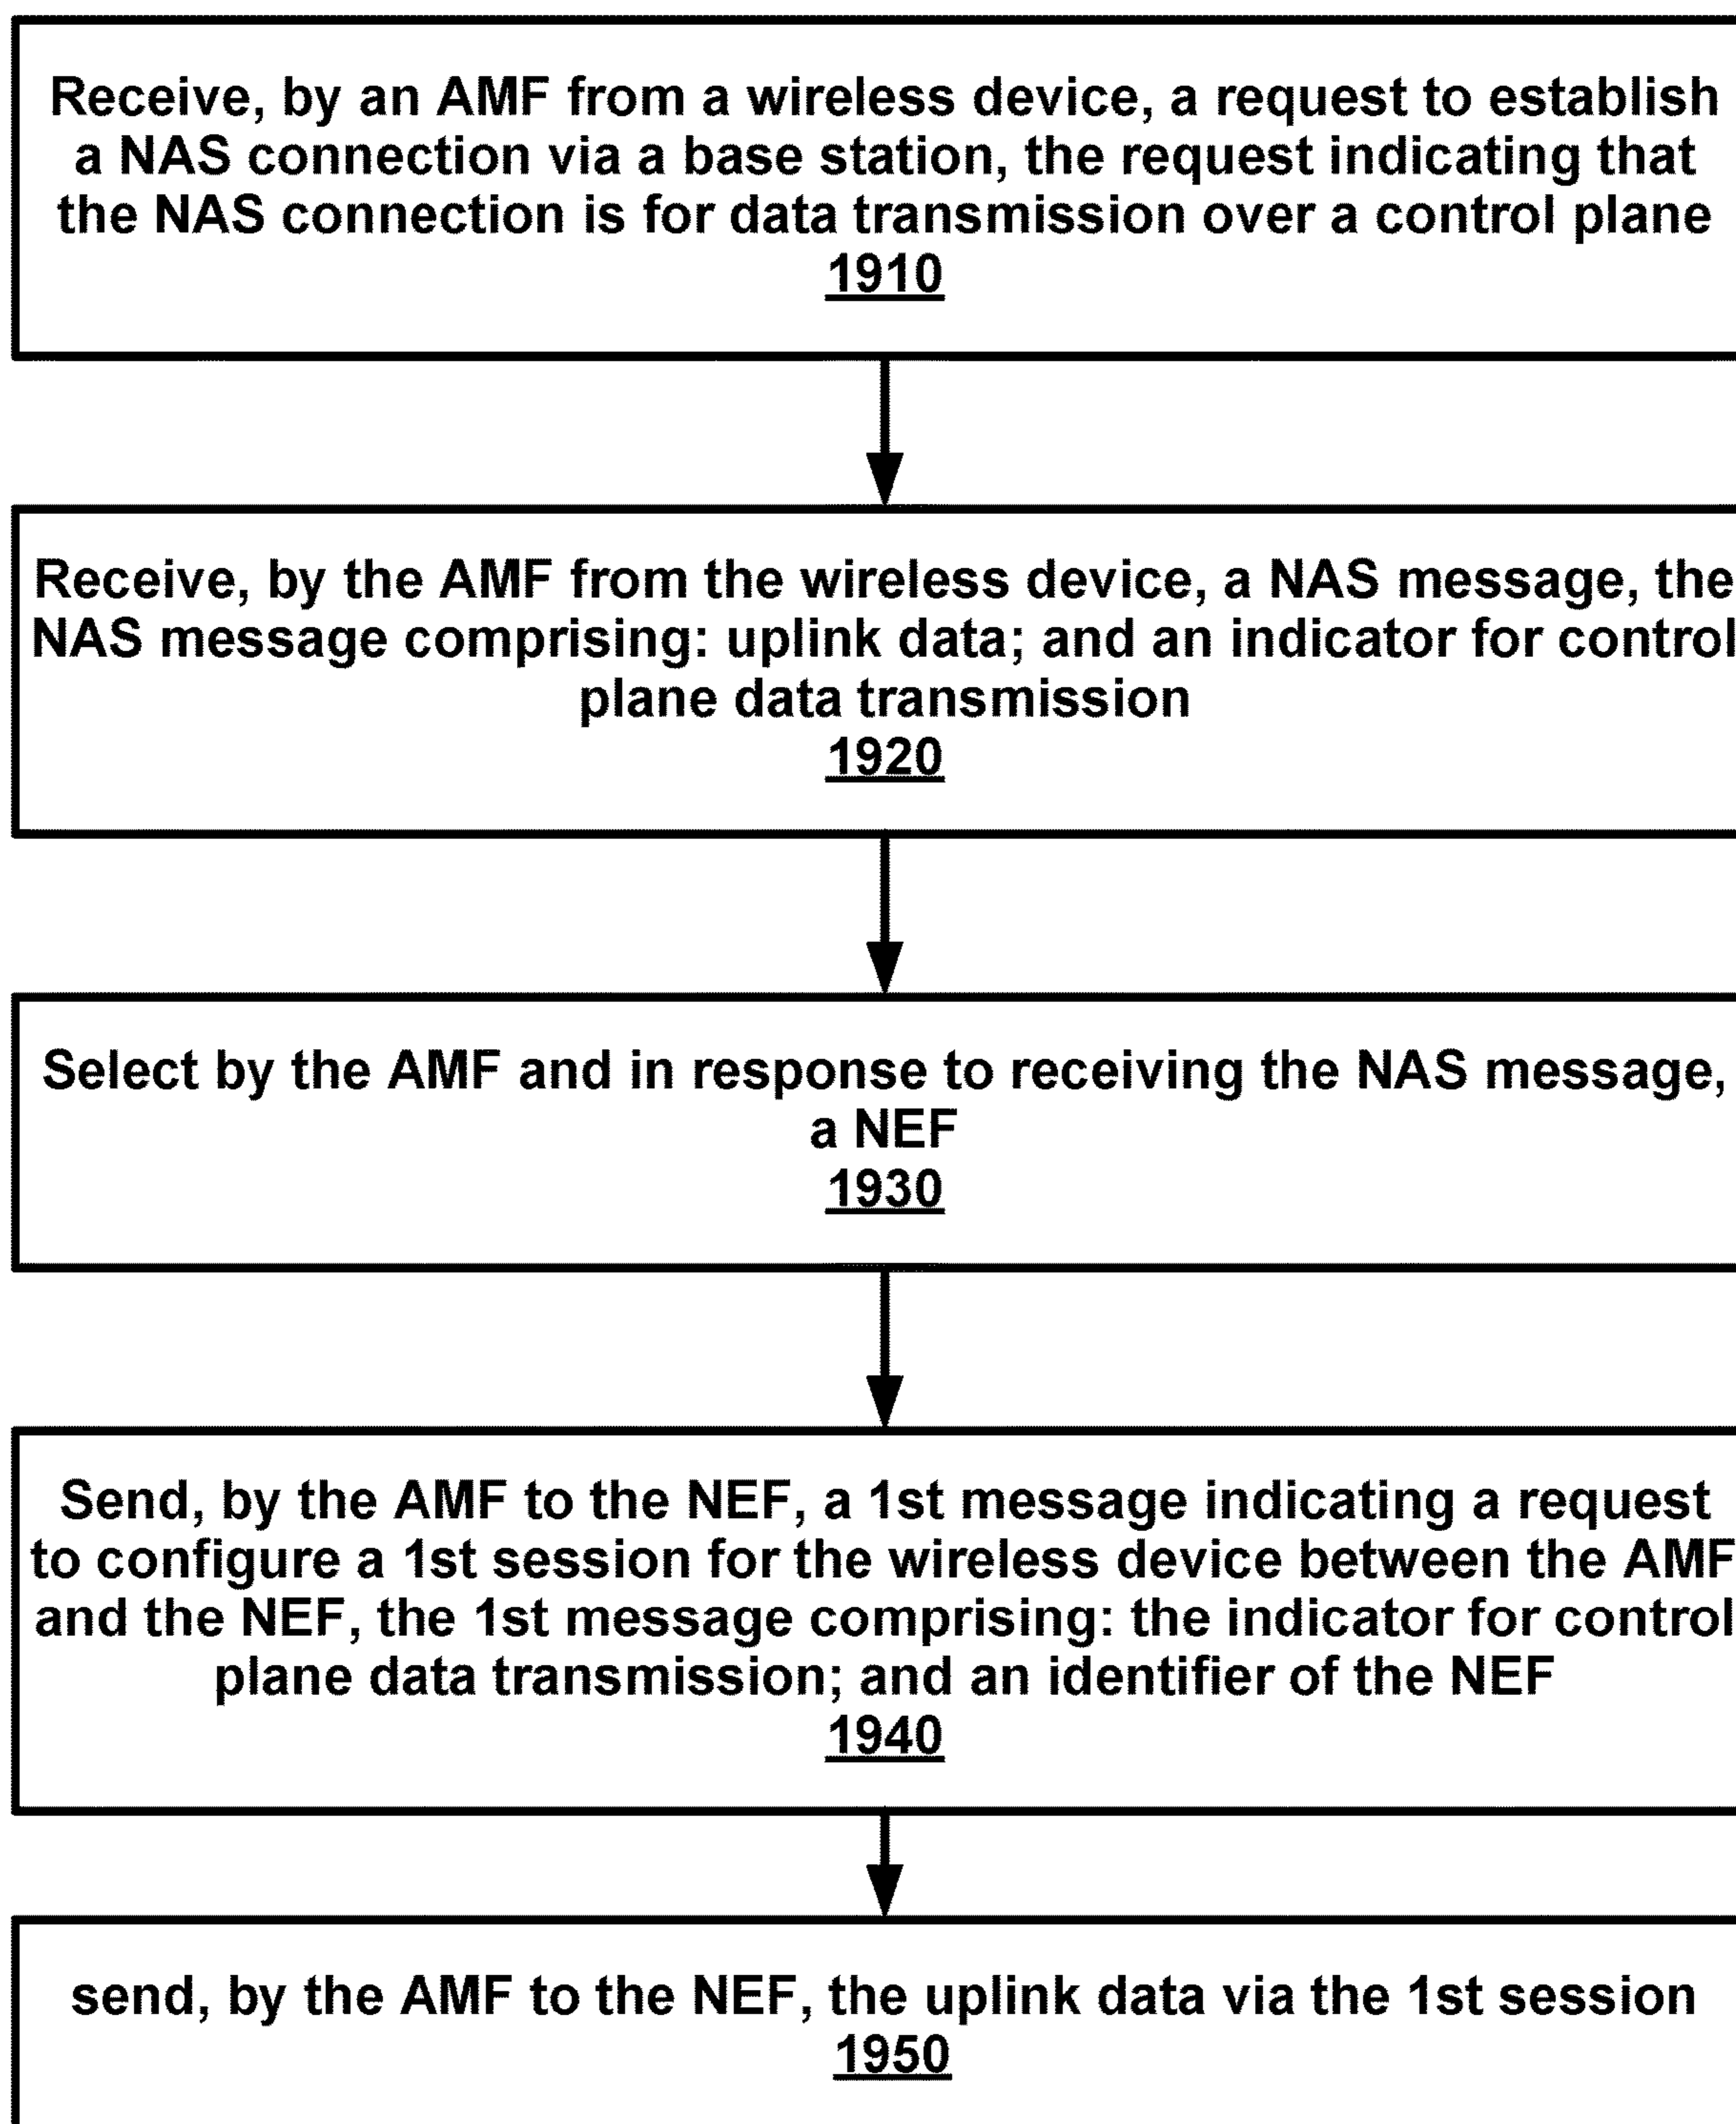 Receive, by an AMF from a wireless device, a request to establish
a NAS connection via a base station, the request indicating that
the NAS connection is for data transmission over a control plane
1910
Receive, by the AMF from the wireless device, a NAS message, the
NAS message comprising: uplink data; and an indicator for control
plane data transmission
1920
Select by the AMF and in response to receiving the NAS message,
a NEF
1930
Send, by the AMF to the NEF, a 1st message indicating a request
to configure a 1st session for the wireless device between the AMF
and the NEF, the 1st message comprising: the indicator for control
plane data transmission; and an identifier of the NEF
1940
send, by the AMF to the NEF, the uplink data via the 1st session
1950